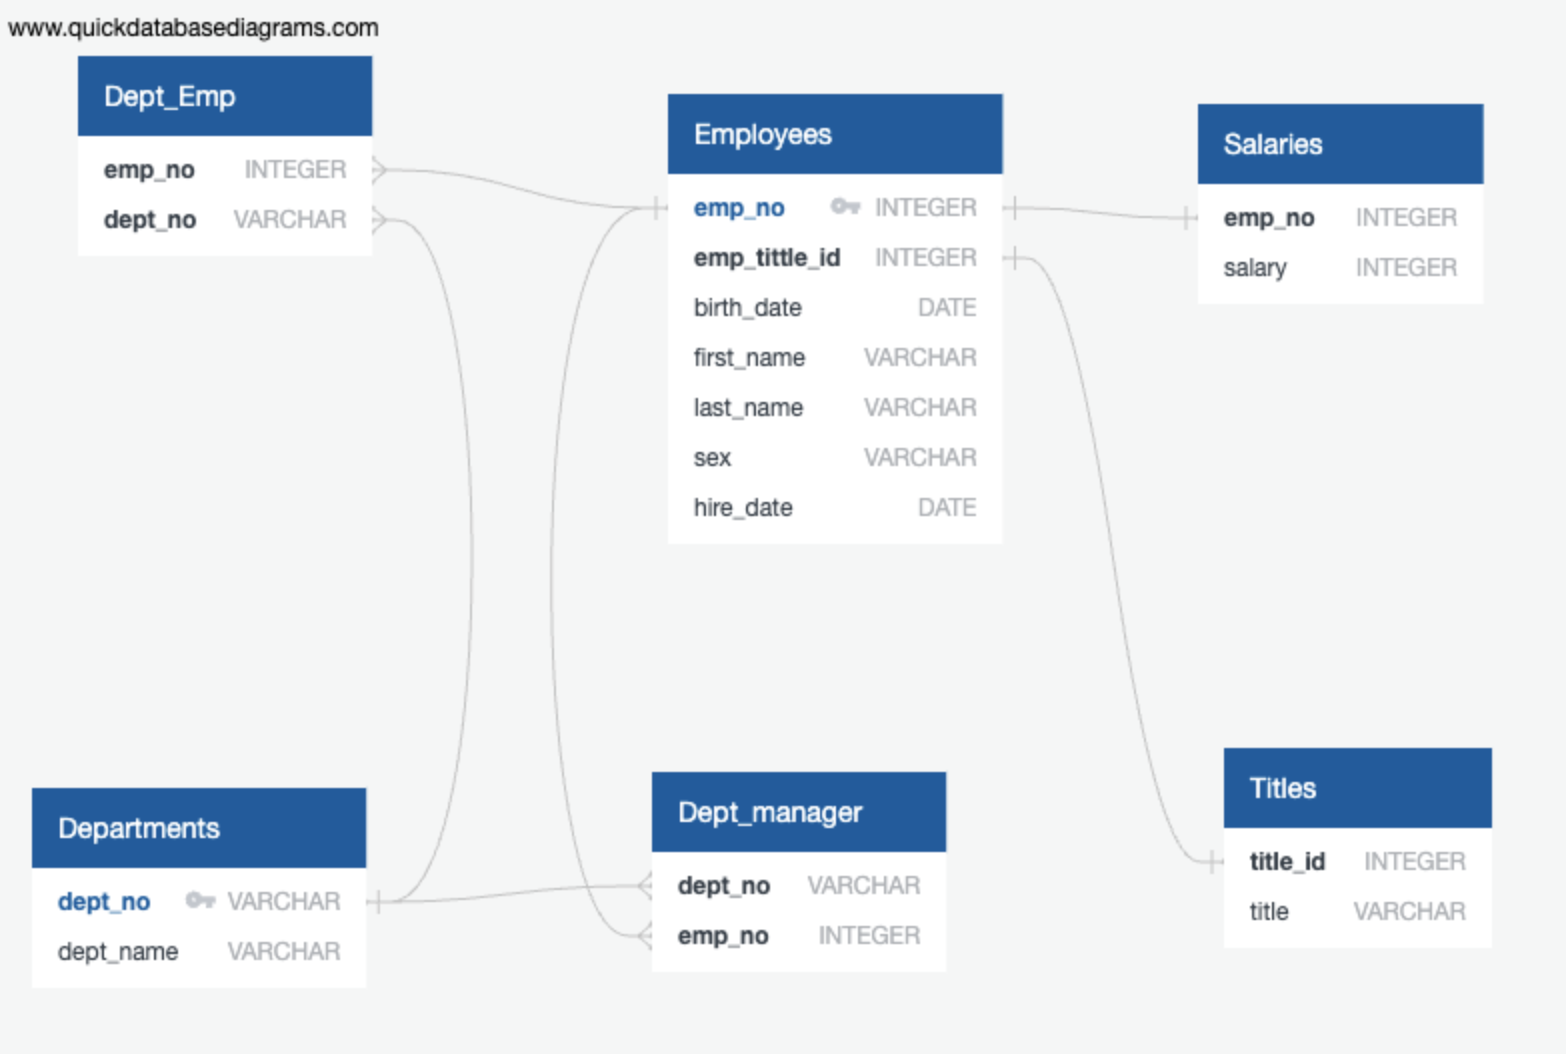 www.quickdatabasediagrams.com
Dept_Emp
emp_no INTEGER
dept_no VARCHAR
Employees
emp_no INTEGER
emp_tittle_id INTEGER
birth_date DATE
first_name VARCHAR
last_name VARCHAR
sex VARCHAR
hire_date DATE
Salaries
emp_no INTEGER
salary INTEGER
Departments
dept_no VARCHAR
dept_name VARCHAR
Dept_manager
dept_no VARCHAR
emp_no INTEGER
Titles
title_id INTEGER
title VARCHAR